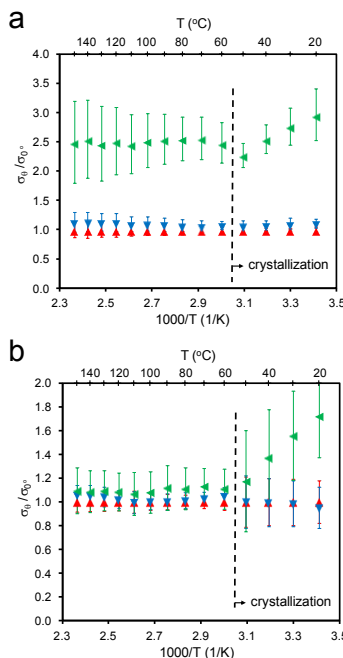 a
T (°C)
140 120 100 80 60 40 20
4.0
3.5
3.0
2.5
2.0
1.5
1.0
0.5
0.0
σθ/σ0°
crystallization
2.3 2.5 2.7 2.9 3.1 3.3 3.5
1000/T (1/K)
b
T (°C)
140 120 100 80 60 40 20
2.0
1.8
1.6
1.4
1.2
1.0
0.8
0.6
0.4
0.2
0.0
σθ/σ0°
crystallization
2.3 2.5 2.7 2.9 3.1 3.3 3.5
1000/T (1/K)